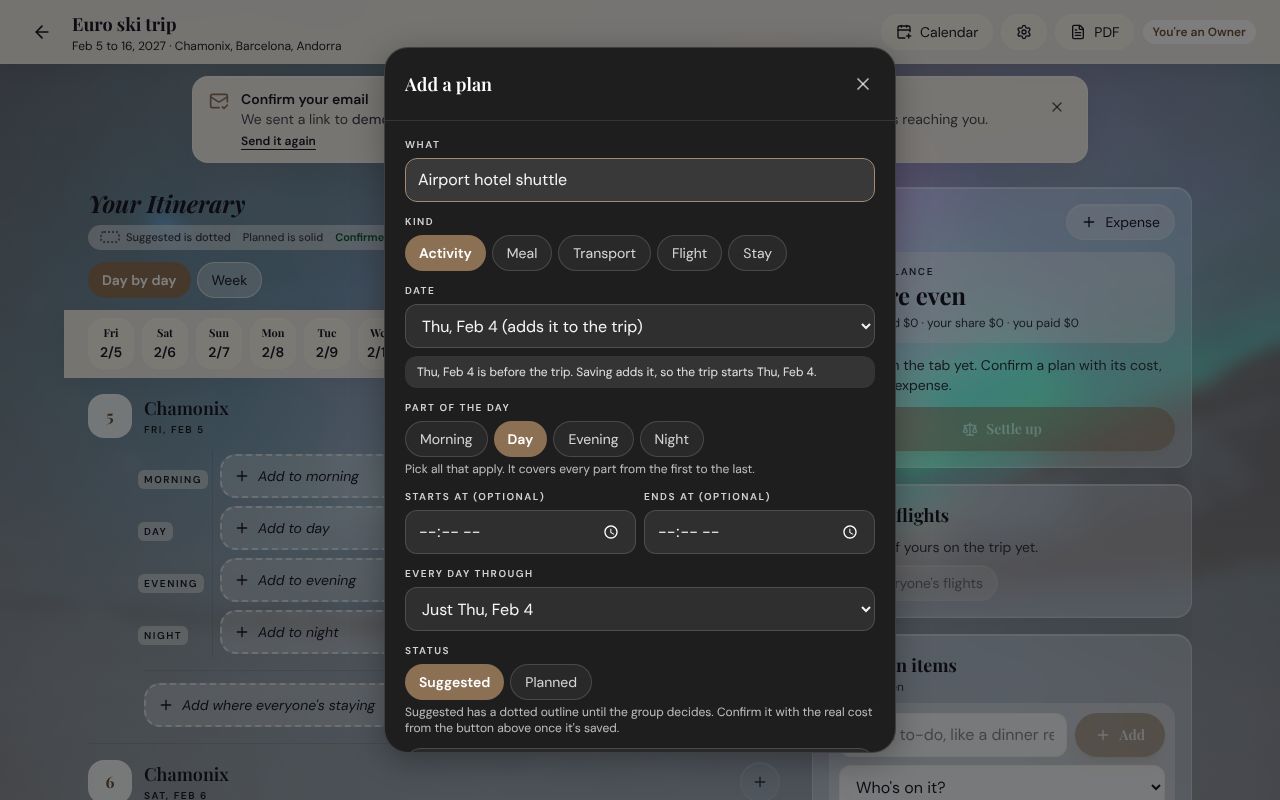 Euro ski trip
Feb 5 to 16, 2027 · Chamonix, Barcelona, Andorra
Calendar
PDF
You're an Owner
Confirm your email
We sent a link to
reaching you.
Send it again
Add a plan
WHAT
Airport hotel shuttle
KIND
Activity Meal Transport Flight Stay
DATE
Thu, Feb 4 (adds it to the trip)
Thu, Feb 4 is before the trip. Saving adds it, so the trip starts Thu, Feb 4.
PART OF THE DAY
Morning Day Evening Night
Pick all that apply. It covers every part from the first to the last.
STARTS AT (OPTIONAL) ENDS AT (OPTIONAL)
--:-- -- --:-- --
EVERY DAY THROUGH
Just Thu, Feb 4
STATUS
Suggested Planned
Suggested has a dotted outline until the group decides. Confirm it with the real cost
from the button above once it's saved.
Your Itinerary
Suggested is dotted Planned is solid
Day by day Week
Fri Sat Sun Mon Tue
2/5 2/6 2/7 2/8 2/9
5 Chamonix
FRI, FEB 5
MORNING + Add to morning
DAY + Add to day
EVENING + Add to evening
NIGHT + Add to night
+ Add where everyone's staying
6 Chamonix
SAT, FEB 6
+
+ Expense
even
$0 · your share $0 · you paid $0
the tab yet. Confirm a plan with its cost,
expense.
Settle up
flights
of yours on the trip yet.
flights
items
to-do, like a dinner
+ Add
Who's on it?